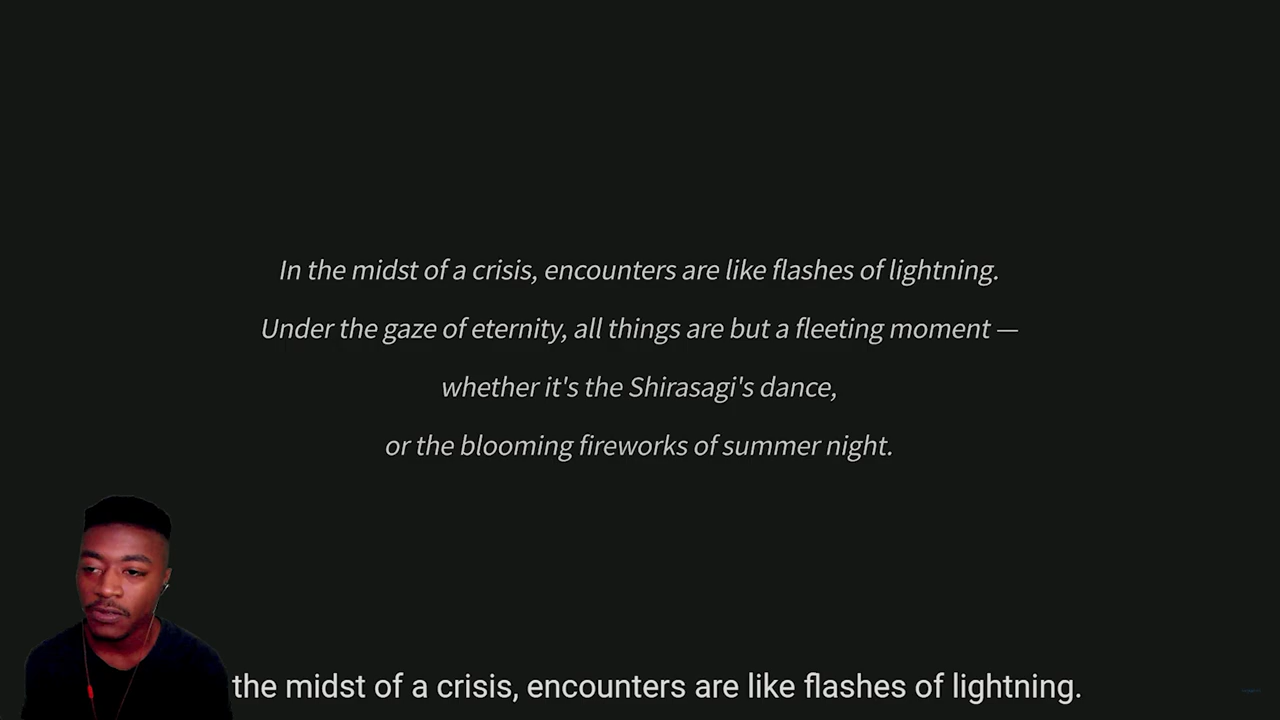 In the midst of a crisis, encounters are like flashes of lightning.
Under the gaze of eternity, all things are but a fleeting moment —
whether it's the Shirasagi's dance,
or the blooming fireworks of summer night.
the midst of a crisis, encounters are like flashes of lightning.